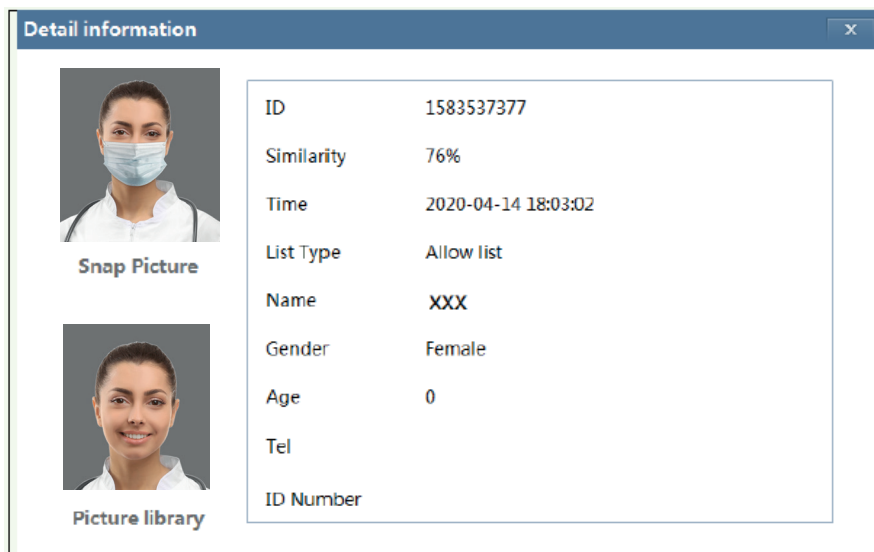 Detail information
x
ID 1583537377
Similarity 76%
Time 2020-04-14 18:03:02
List Type Allow list
Snap Picture
Name XXX
Gender Female
Age 0
Tel
ID Number
Picture library